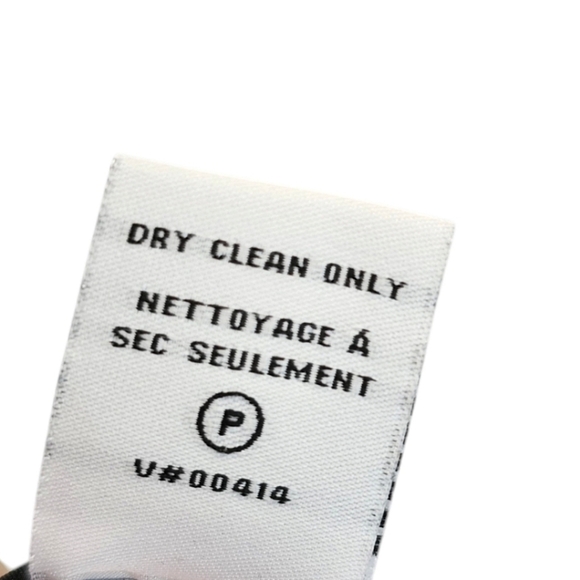 DRY CLEAN ONLY
NETTOYAGE Á
SEC SEULEMENT
P
V#00414